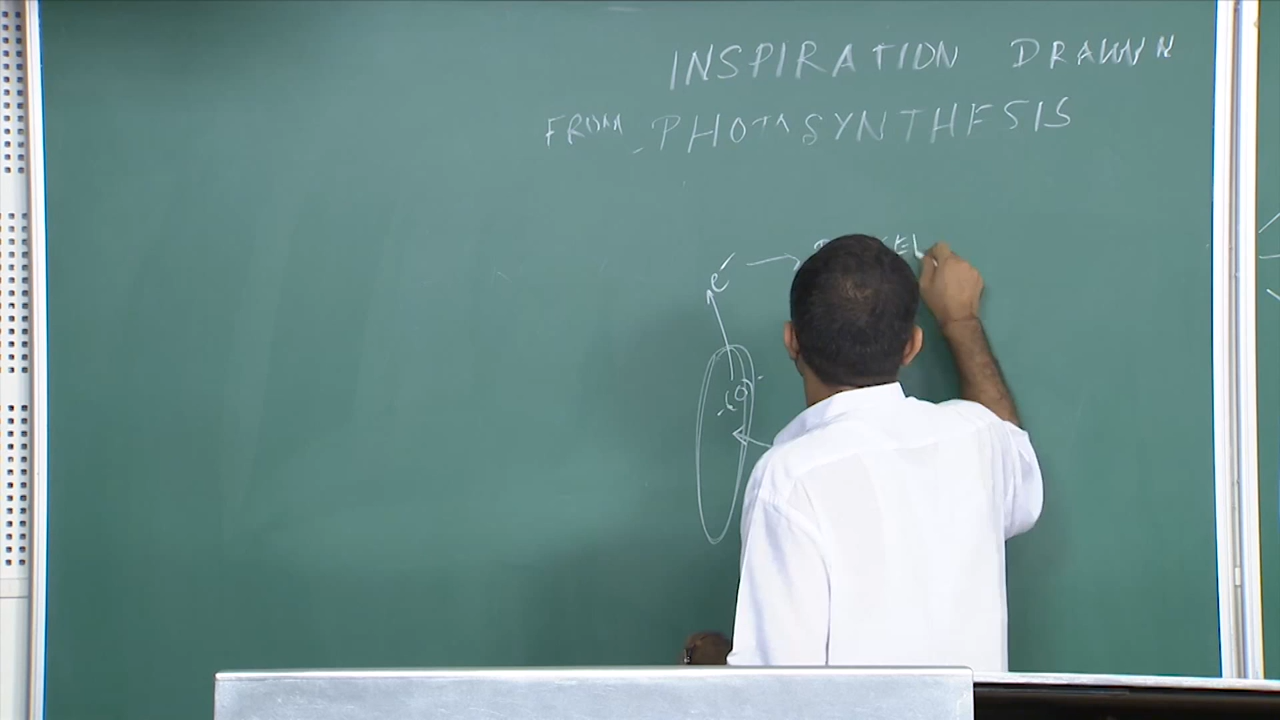 INSPIRATION DRAWN
FROM PHOTOSYNTHESIS
e⁻